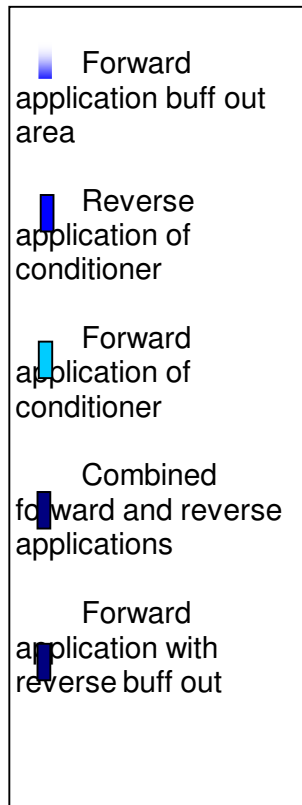 Forward
application buff out
area
Reverse
application of
conditioner
Forward
application of
conditioner
Combined
forward and reverse
applications
Forward
application with
reverse buff out